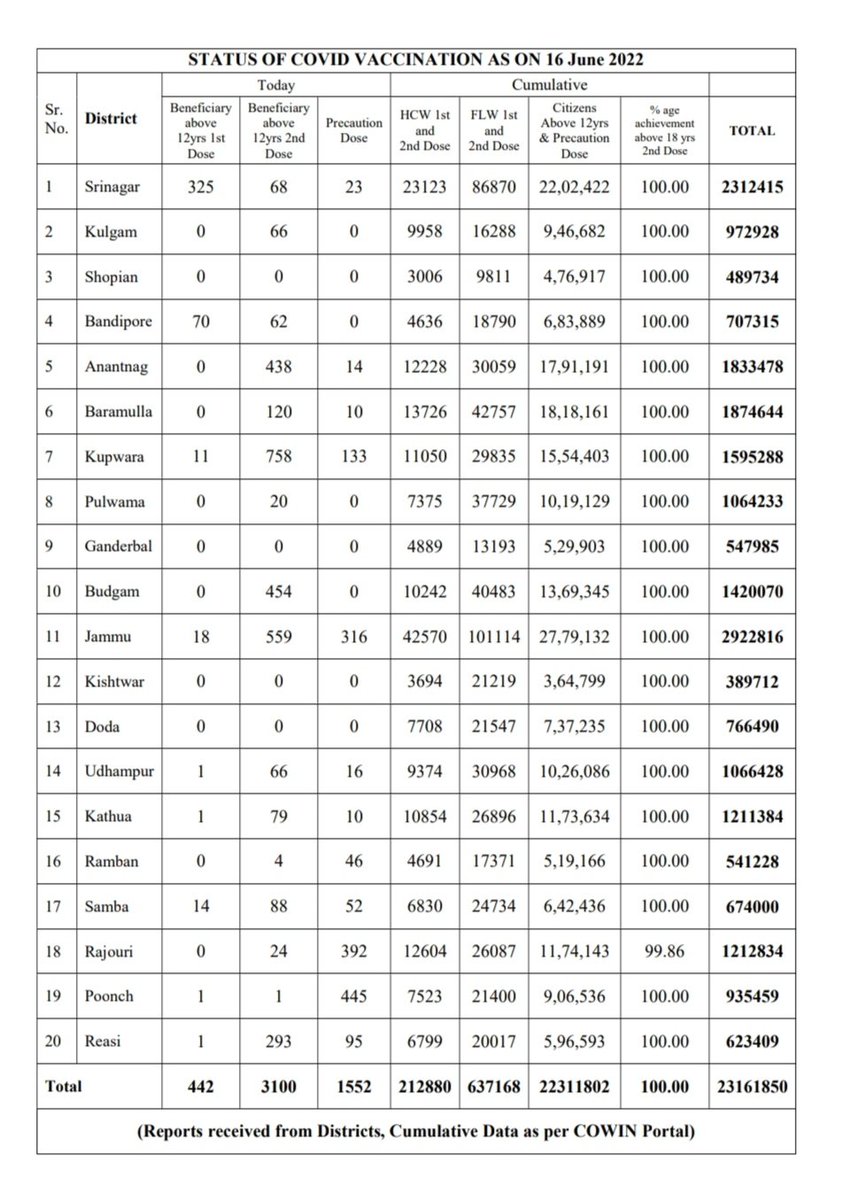 STATUS OF COVID VACCINATION AS ON 16 June 2022
Sr. No. District Today Cumulative
Beneficiary above 12yrs 1st Dose Beneficiary above 12yrs 2nd Dose Precaution Dose HCW 1st and 2nd Dose FLW 1st and 2nd Dose Citizens Above 12yrs & Precaution Dose % age achievement above 18 yrs 2nd Dose TOTAL
1 Srinagar 325 68 23 23123 86870 22,02,422 100.00 2312415
2 Kulgam 0 66 0 9958 16288 9,46,682 100.00 972928
3 Shopian 0 0 0 3006 9811 4,76,917 100.00 489734
4 Bandipore 70 62 0 4636 18790 6,83,889 100.00 707315
5 Anantnag 0 438 14 12228 30059 17,91,191 100.00 1833478
6 Baramulla 0 120 10 13726 42757 18,18,161 100.00 1874644
7 Kupwara 11 758 133 11050 29835 15,54,403 100.00 1595288
8 Pulwama 0 20 0 7375 37729 10,19,129 100.00 1064233
9 Ganderbal 0 0 0 4889 13193 5,29,903 100.00 547985
10 Budgam 0 454 0 10242 40483 13,69,345 100.00 1420070
11 Jammu 18 559 316 42570 101114 27,79,132 100.00 2922816
12 Kishtwar 0 0 0 3694 21219 3,64,799 100.00 389712
13 Doda 0 0 0 7708 21547 7,37,235 100.00 766490
14 Udhampur 1 66 16 9374 30968 10,26,086 100.00 1066428
15 Kathua 1 79 10 10854 26896 11,73,634 100.00 1211384
16 Ramban 0 4 46 4691 17371 5,19,166 100.00 541228
17 Samba 14 88 52 6830 24734 6,42,436 100.00 674000
18 Rajouri 0 24 392 12604 26087 11,74,143 99.86 1212834
19 Poonch 1 1 445 7523 21400 9,06,536 100.00 935459
20 Reasi 1 293 95 6799 20017 5,96,593 100.00 623409
Total 442 3100 1552 212880 637168 22311802 100.00 23161850
(Reports received from Districts, Cumulative Data as per COWIN Portal)